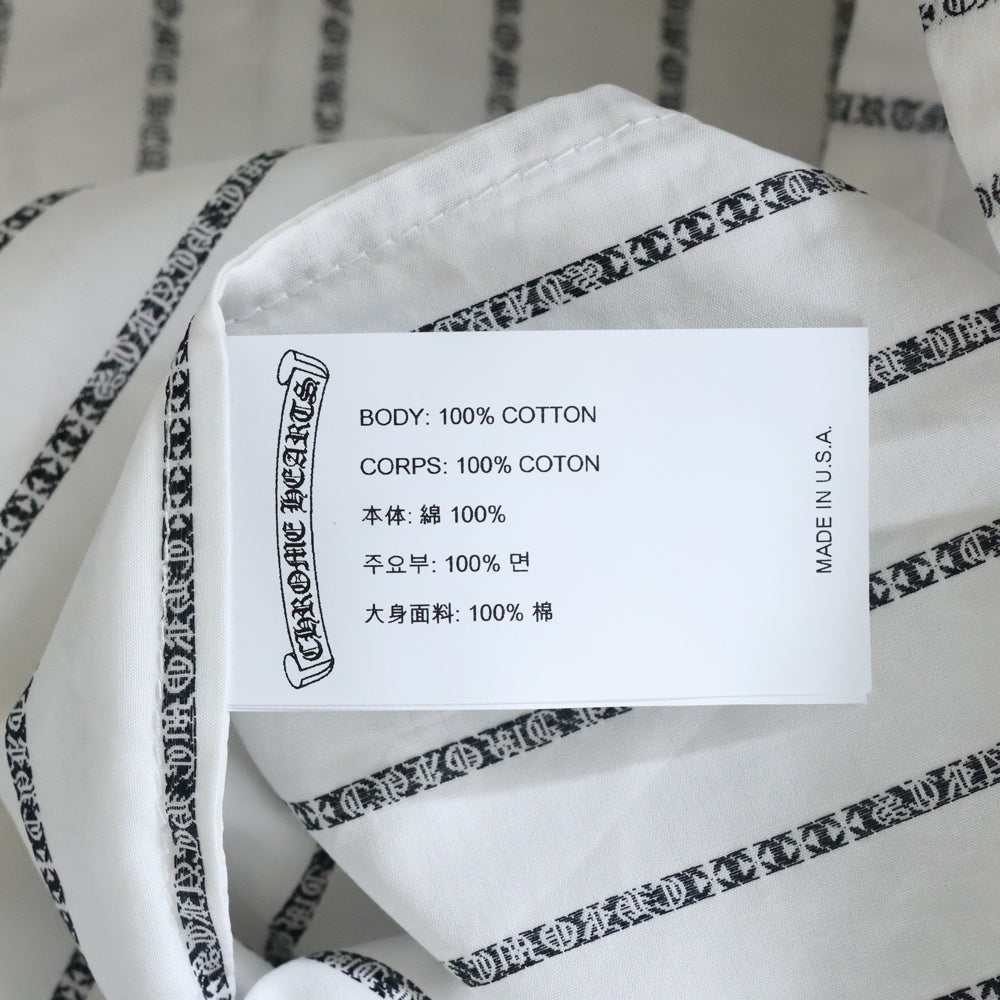 CHROME HEARTS
BODY: 100% COTTON
CORPS: 100% COTON
本体: 綿 100%
주요부: 100% 면
大身面料: 100% 棉
MADE IN U.S.A.